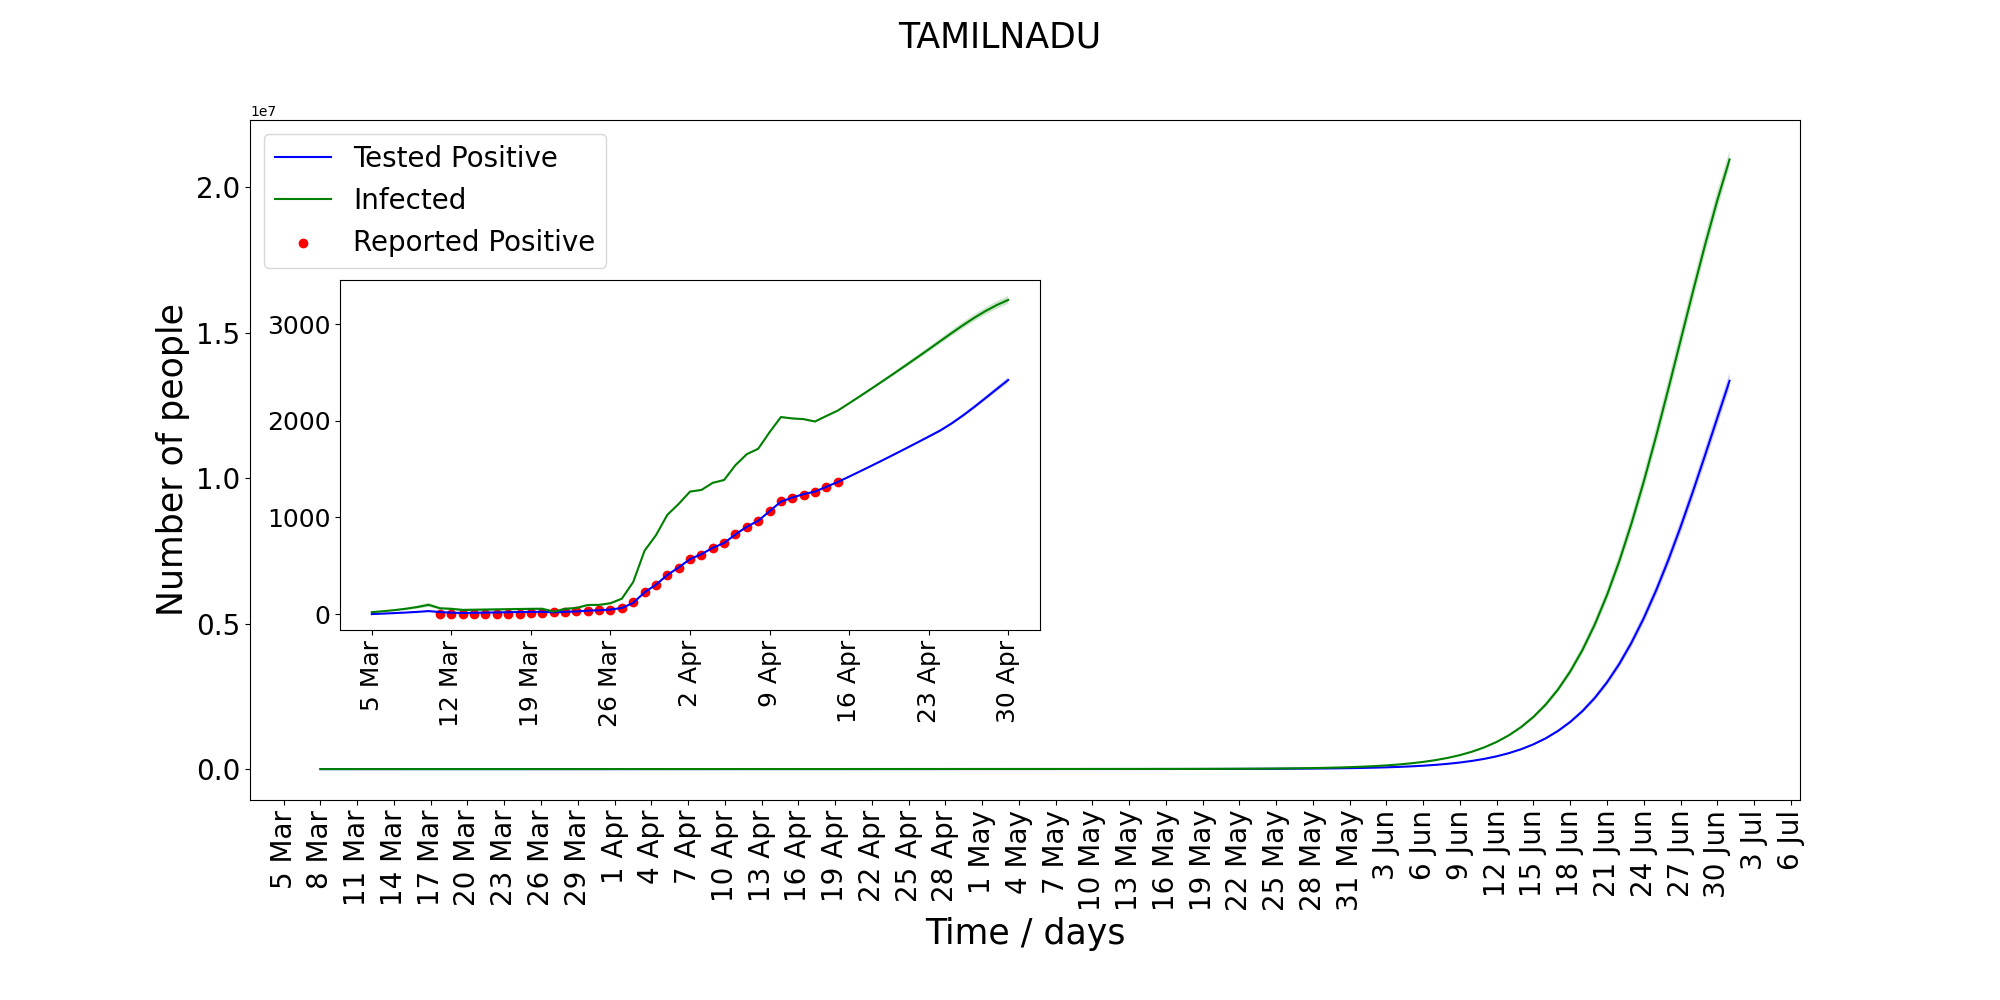 TAMILNADU
1e7
Tested Positive
Infected
Reported Positive
Number of people
2.0
1.5
1.0
0.5
0.0
3000
2000
1000
0
5 Mar
12 Mar
19 Mar
26 Mar
2 Apr
9 Apr
16 Apr
23 Apr
30 Apr
5 Mar
8 Mar
11 Mar
14 Mar
17 Mar
20 Mar
23 Mar
26 Mar
29 Mar
1 Apr
4 Apr
7 Apr
10 Apr
13 Apr
16 Apr
19 Apr
22 Apr
25 Apr
28 Apr
1 May
4 May
7 May
10 May
13 May
16 May
19 May
22 May
25 May
28 May
31 May
3 Jun
6 Jun
9 Jun
12 Jun
15 Jun
18 Jun
21 Jun
24 Jun
27 Jun
30 Jun
3 Jul
6 Jul
Time / days